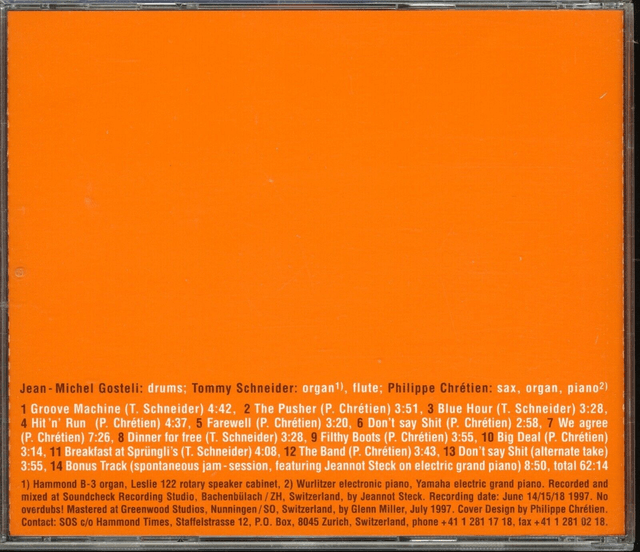 Jean-Michel Gosteli: drums; Tommy Schneider: organ1), flute; Philippe Chrétien: sax, organ, piano2)
1 Groove Machine (T. Schneider) 4:42, 2 The Pusher (P. Chrétien) 3:51, 3 Blue Hour (T. Schneider) 3:28,
4 Hit 'n' Run (P. Chrétien) 4:37, 5 Farewell (P. Chrétien) 3:20, 6 Don't say Shit (P. Chrétien) 2:58, 7 We agree
(P. Chrétien) 7:26, 8 Dinner for free (T. Schneider) 3:28, 9 Filthy Boots (P. Chrétien) 3:55, 10 Big Deal (P. Chrétien)
3:14, 11 Breakfast at Sprüngli's (T. Schneider) 4:08, 12 The Band (P. Chrétien) 3:43, 13 Don't say Shit (alternate take)
3:55, 14 Bonus Track (spontaneous jam-session, featuring Jeannot Steck on electric grand piano) 8:50, total 62:14
1) Hammond B-3 organ, Leslie 122 rotary speaker cabinet, 2) Wurlitzer electronic piano, Yamaha electric grand piano. Recorded and
mixed at Soundcheck Recording Studio, Bachenbülach / ZH, Switzerland, by Jeannot Steck. Recording date: June 14/15/18 1997. No
overdubs! Mastered at Greenwood Studios, Nunningen / SO, Switzerland, by Glenn Miller, July 1997. Cover Design by Philippe Chrétien.
Contact: SOS c/o Hammond Times, Staffelstrasse 12, P.O. Box, 8045 Zurich, Switzerland, phone +41 1 281 17 18, fax +41 1 281 02 18.